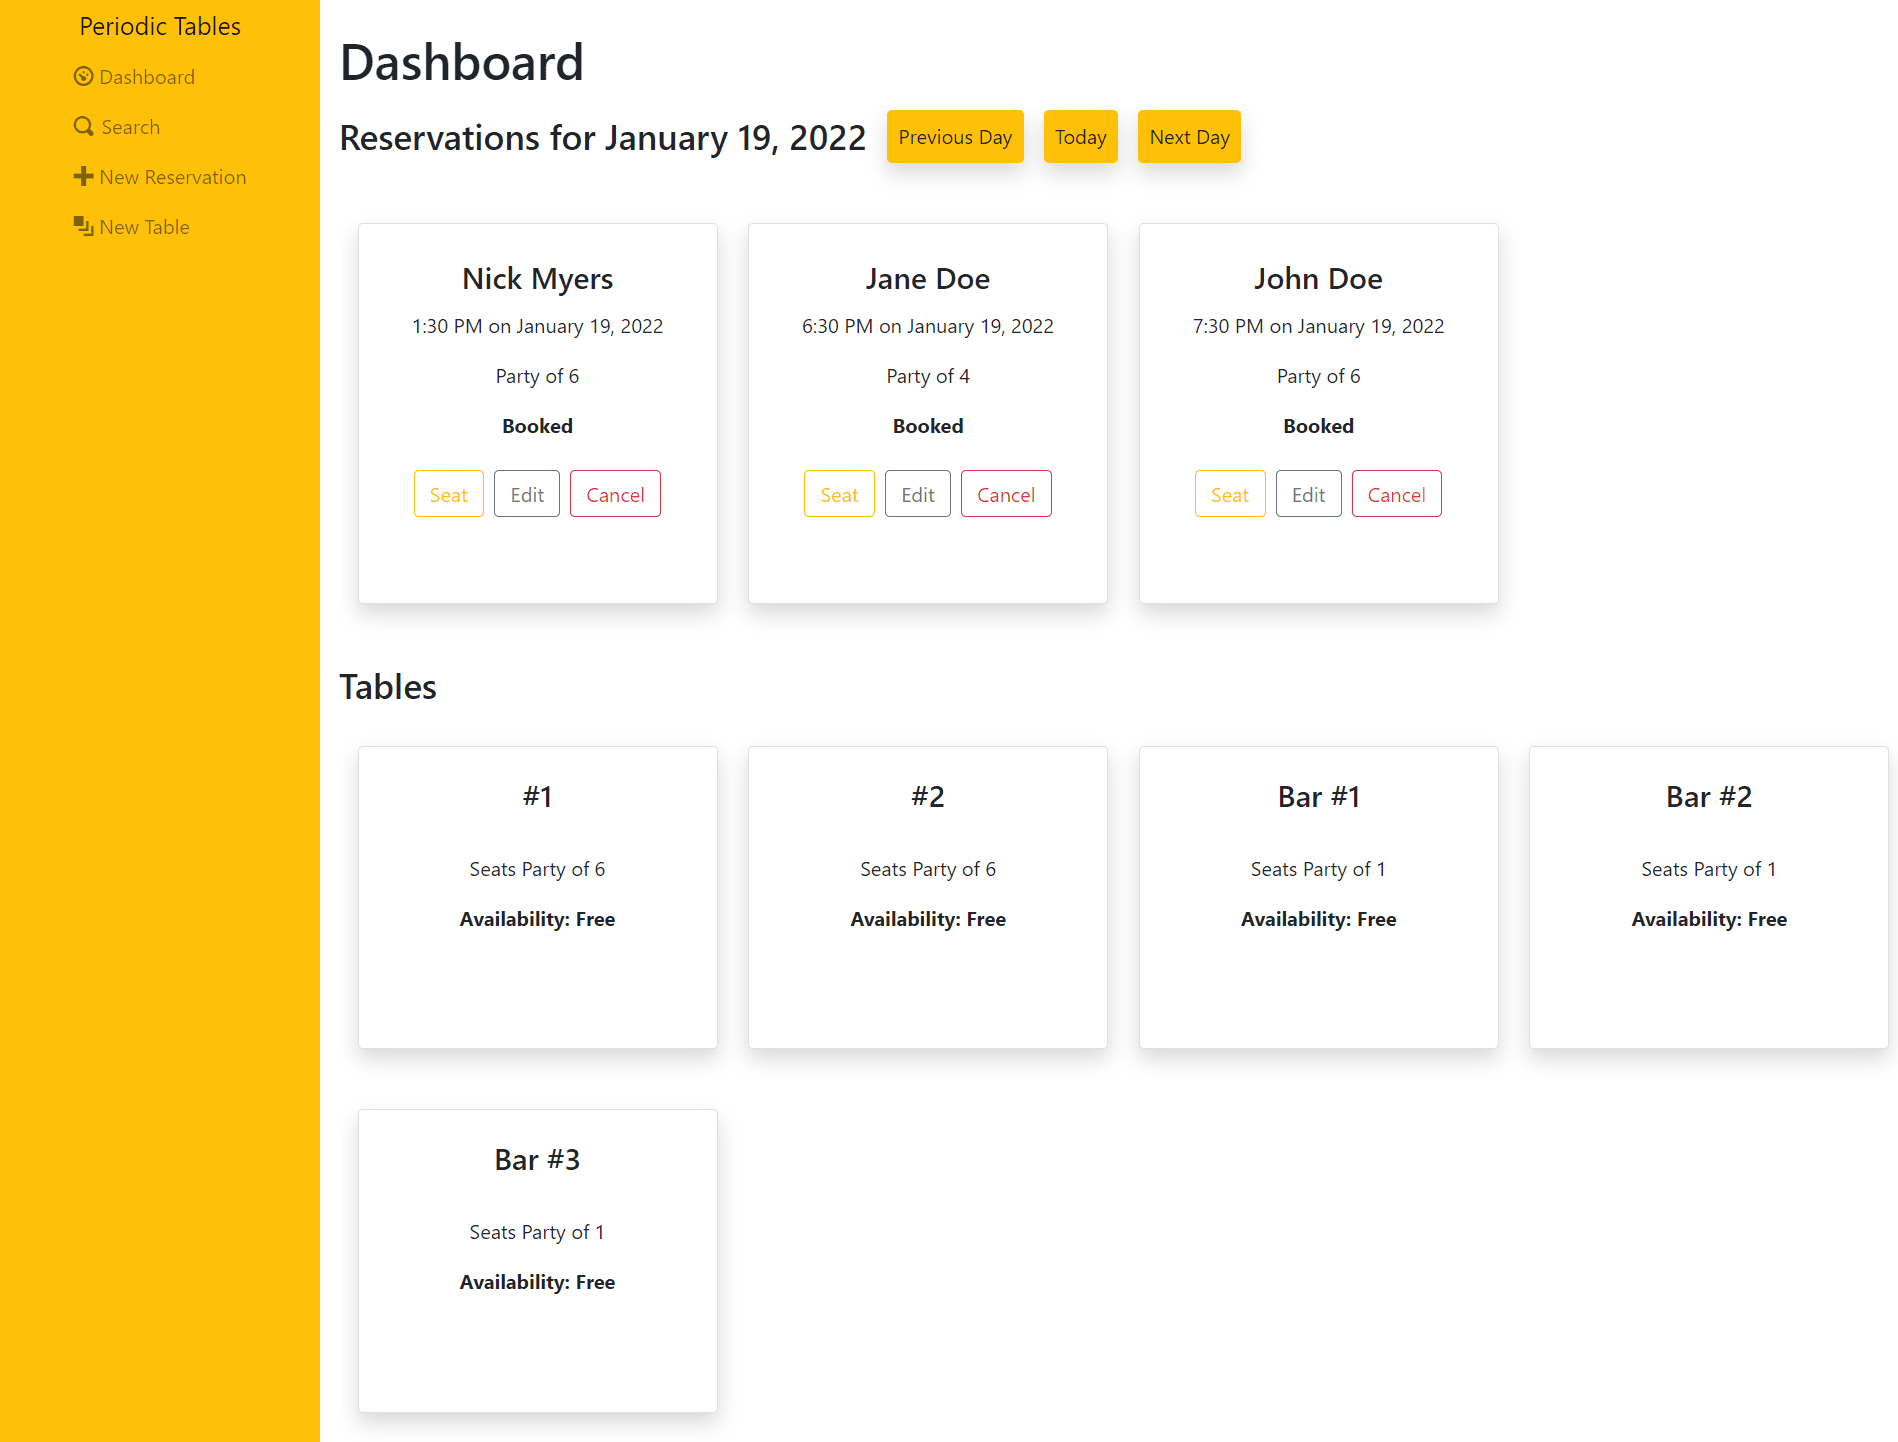 Periodic Tables
Dashboard
Search
New Reservation
New Table
Dashboard
Reservations for January 19, 2022
Previous Day
Today
Next Day
Nick Myers
1:30 PM on January 19, 2022
Party of 6
Booked
Seat
Edit
Cancel
Jane Doe
6:30 PM on January 19, 2022
Party of 4
Booked
Seat
Edit
Cancel
John Doe
7:30 PM on January 19, 2022
Party of 6
Booked
Seat
Edit
Cancel
Tables
#1
Seats Party of 6
Availability: Free
#2
Seats Party of 6
Availability: Free
Bar #1
Seats Party of 1
Availability: Free
Bar #2
Seats Party of 1
Availability: Free
Bar #3
Seats Party of 1
Availability: Free